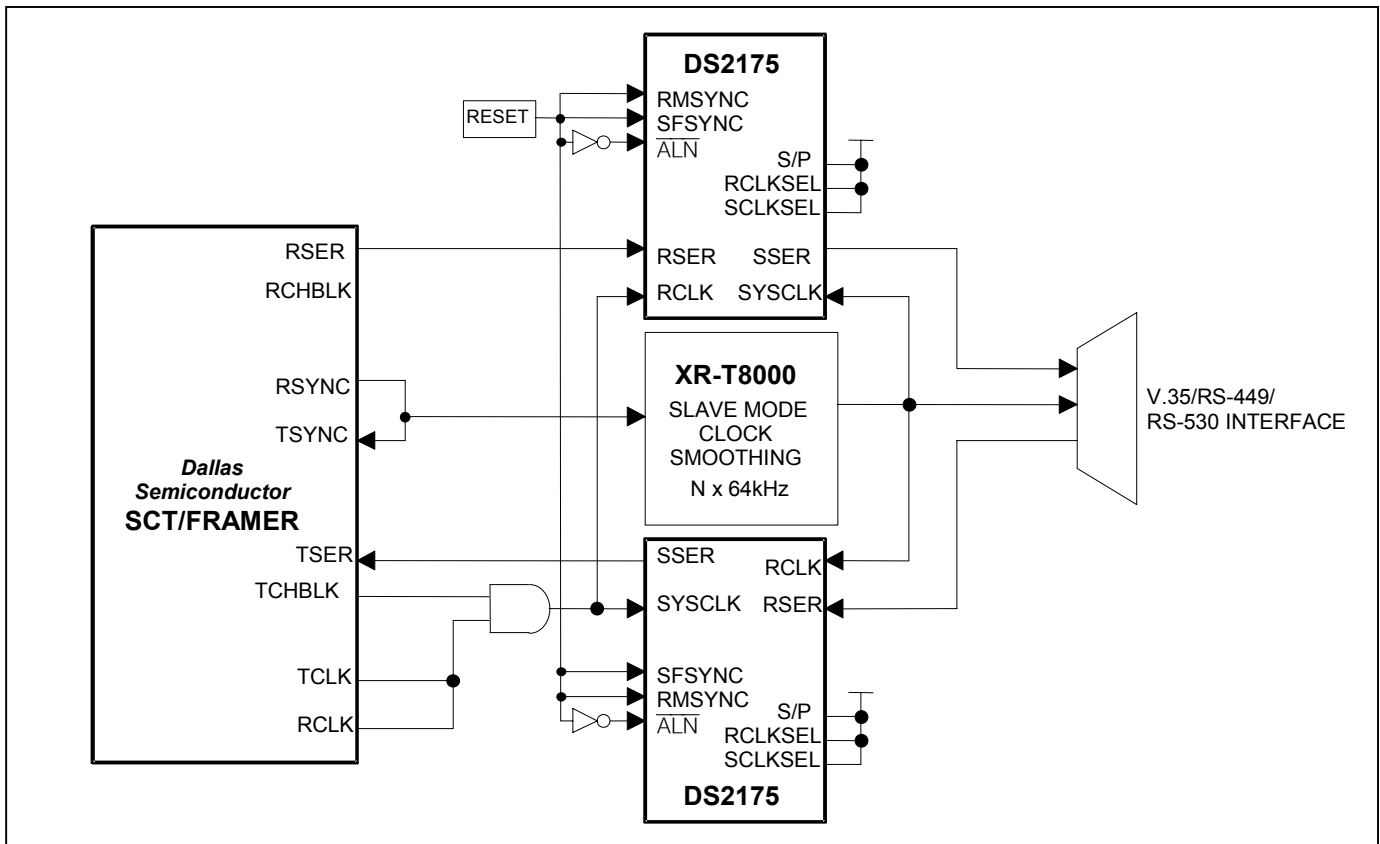 DS2175
RMSYNC
SFSYNC
ALN
S/P
RCLKSEL
SCLKSEL
RSER
SSER
RCLK
SYSCLK
RESET
RSER
RCHBLK
RSYNC
TSYNC
Dallas
Semiconductor
SCT/FRAMER
TSER
TCHBLK
TCLK
RCLK
XR-T8000
SLAVE MODE
CLOCK
SMOOTHING
N x 64kHz
V.35/RS-449/
RS-530 INTERFACE
SSER
RCLK
SYSCLK
RSER
SFSYNC
RMSYNC
ALN
S/P
RCLKSEL
SCLKSEL
DS2175